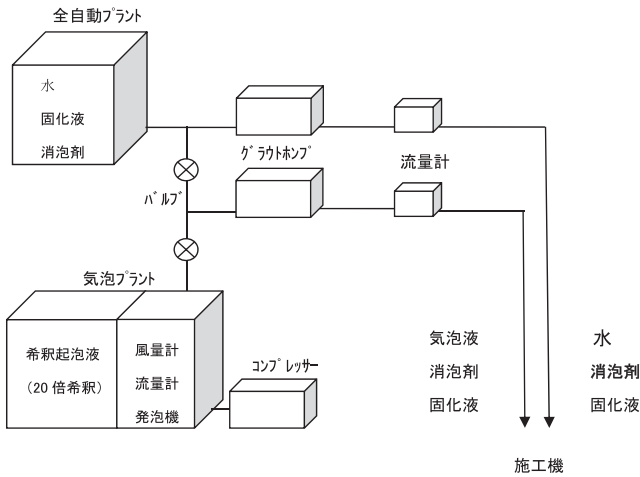 全自動ﾌﾟﾗﾝﾄ
水
固化液
消泡剤
ｸﾞﾗｳﾄﾎﾟﾝﾌﾟ
流量計
ﾊﾞﾙﾌﾞ
気泡ﾌﾟﾗﾝﾄ
希釈起泡液
（20 倍希釈）
風量計
流量計
発泡機
ｺﾝﾌﾟﾚｯｻｰ
気泡液
消泡剤
固化液
水
消泡剤
固化液
施工機